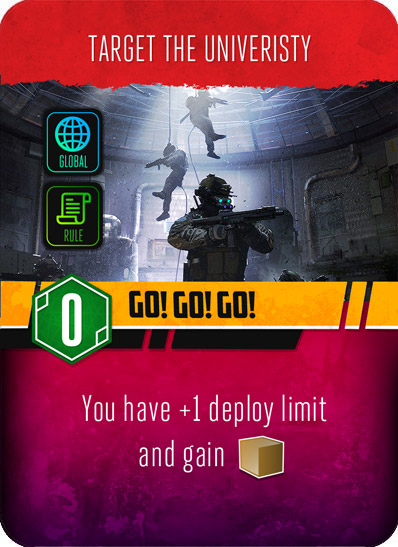 TARGET THE UNIVERISTY
GLOBAL
RULE
0 GO! GO! GO!
You have +1 deploy limit
and gain